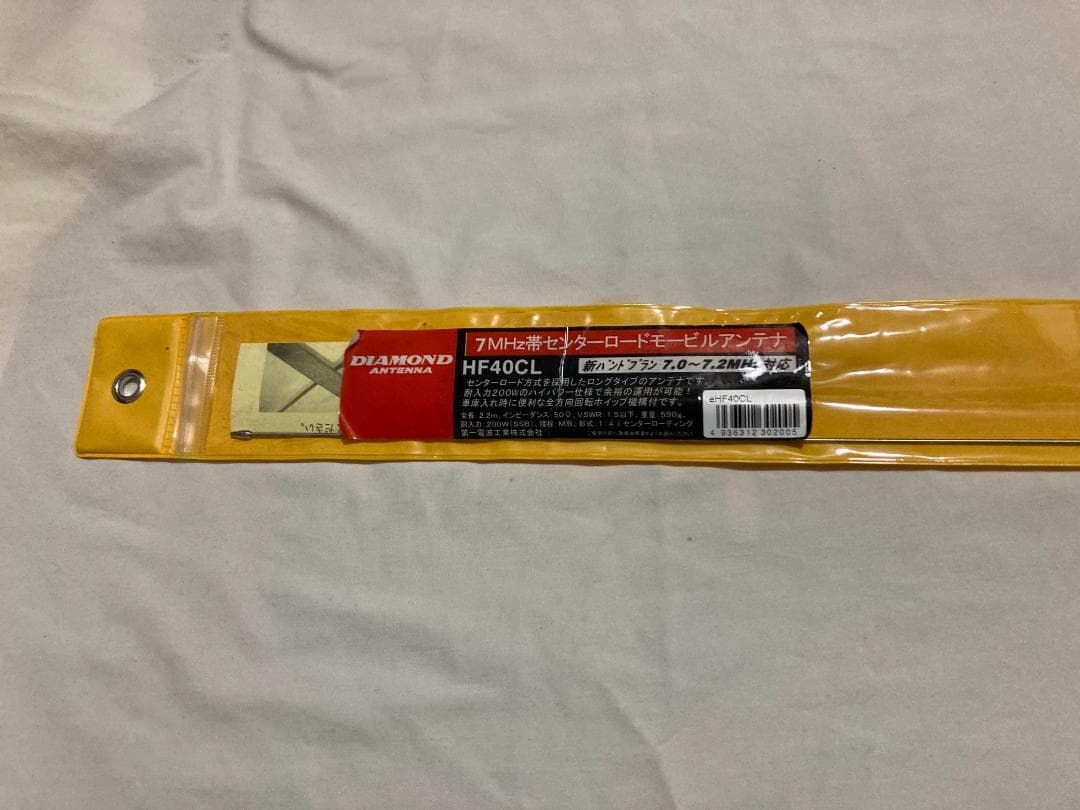 DIAMOND
ANTENNA
7MHz帯センターロードモービルアンテナ
HF40CL
新バンドプラン 7.0～7.2MHz対応
センターロード方式を採用したロングタイプのアンテナです。
耐入力200Wのハイパワー仕様で余裕の運用が可能！
車庫入れ時に便利な全方向回転ホイップ機構付です。
全長:2.2m,インピーダンス:50Ω,VSWR:1.5以下,重量:590g,
耐入力:200W(SSB),接栓:M形,形式:1/4λセンターローディング
第一電波工業株式会社
eHF40CL
4 936312 302005